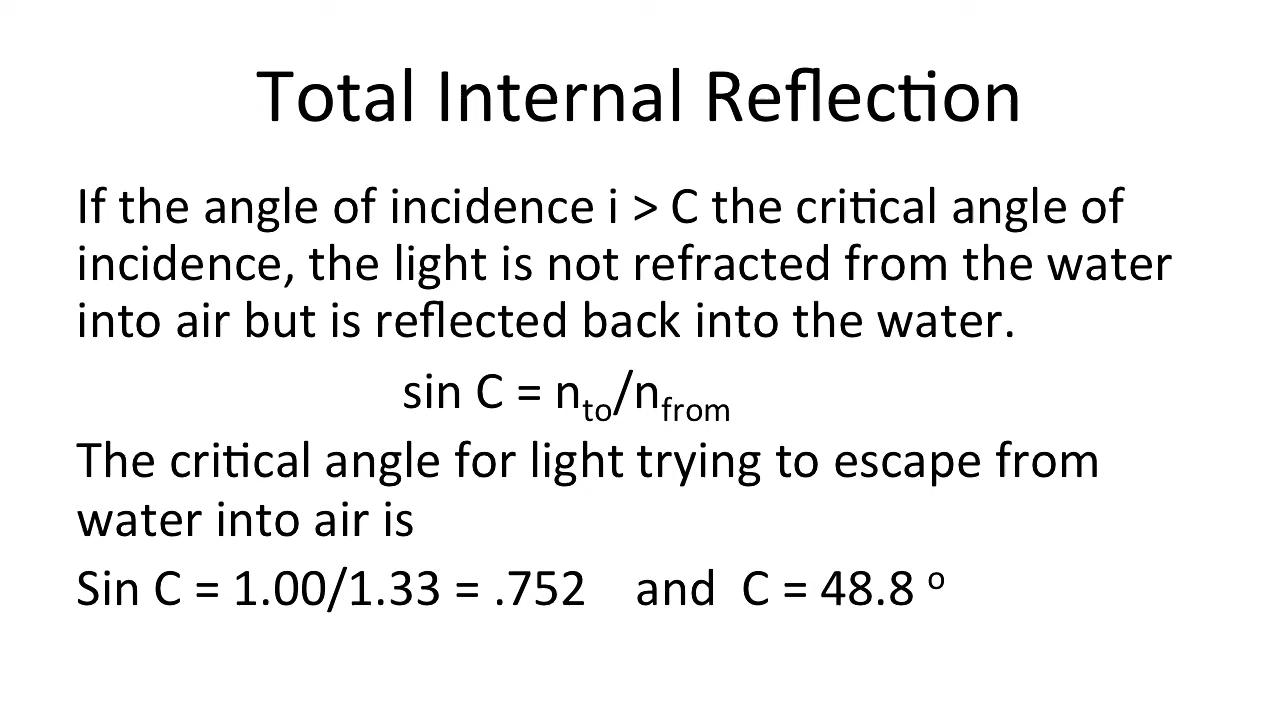 Total Internal Reflection
If the angle of incidence i > C the critical angle of
incidence, the light is not refracted from the water
into air but is reflected back into the water.
sin C = nto/nfrom
The critical angle for light trying to escape from
water into air is
Sin C = 1.00/1.33 = .752 and C = 48.8 o